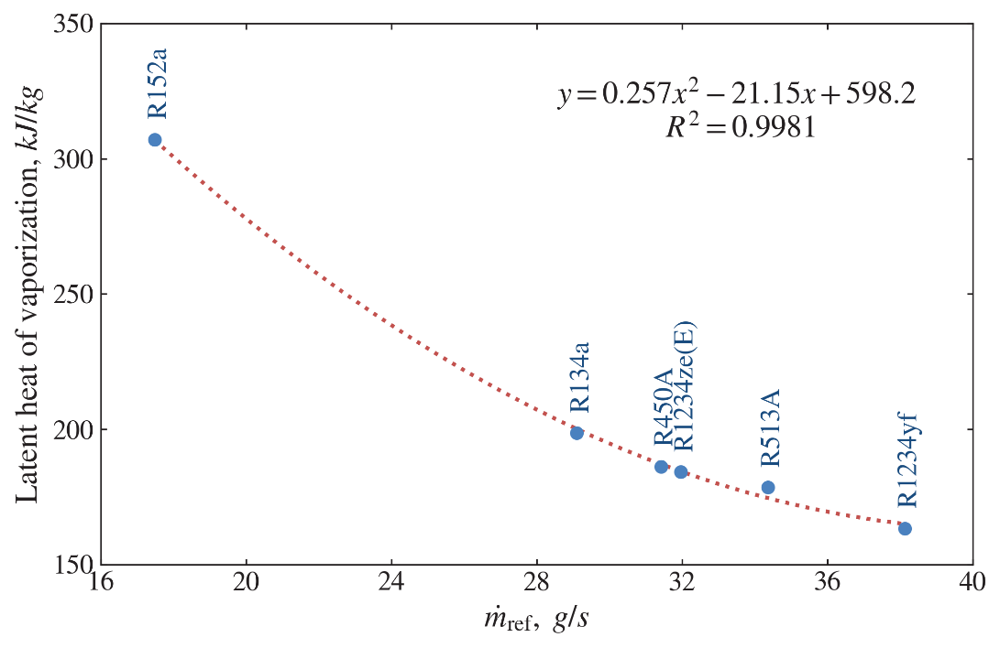 350
300
250
200
150
Latent heat of vaporization, kJ/kg
R152a
y = 0.257x² − 21.15x + 598.2
R² = 0.9981
R134a
R450A
R1234ze(E)
R513A
R1234yf
16
20
24
28
32
36
40
ṁref, g/s